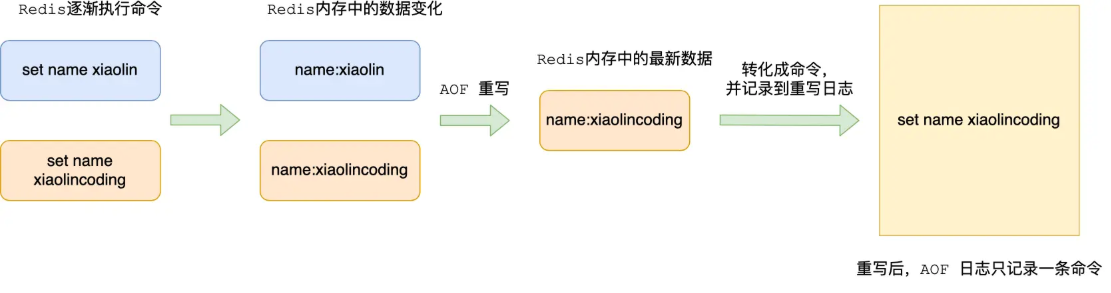 Redis逐渐执行命令
set name xiaolin
set name
xiaolincoding
Redis内存中的数据变化
name:xiaolin
name:xiaolincoding
AOF 重写
Redis内存中的最新数据
name:xiaolincoding
转化成命令，
并记录到重写日志
set name xiaolincoding
重写后，AOF 日志只记录一条命令